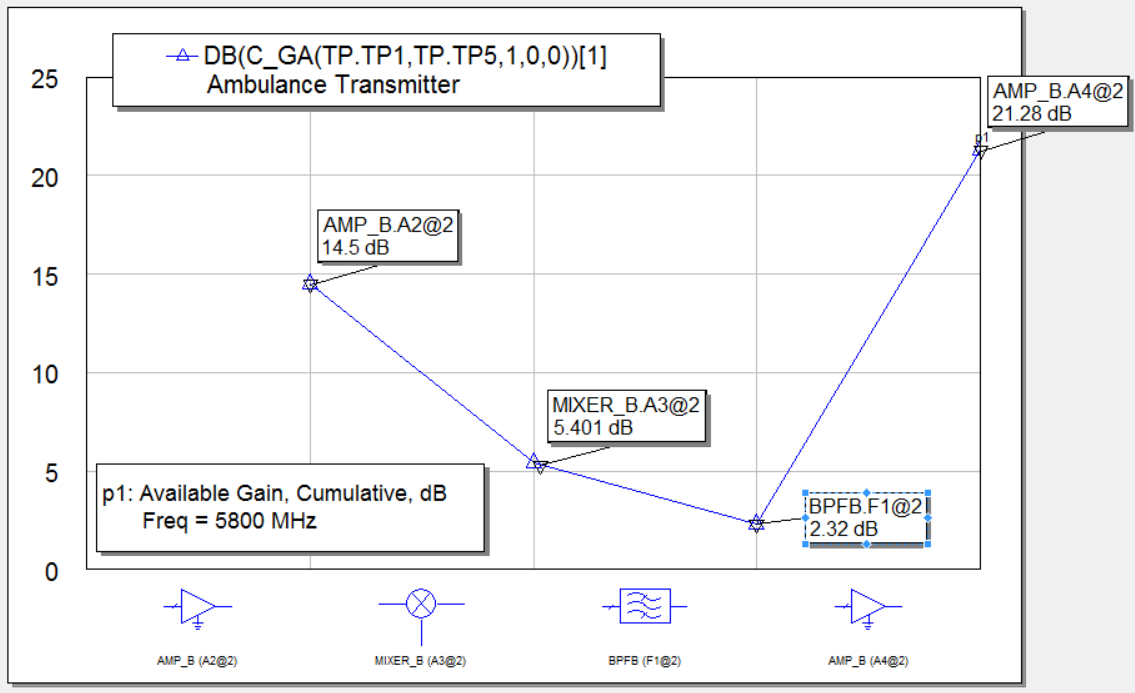 DB(C_GA(TP.TP1,TP.TP5,1,0,0))[1]
Ambulance Transmitter
25
20
15
10
5
0
AMP_B.A4@2
21.28 dB
p1
AMP_B.A2@2
14.5 dB
MIXER_B.A3@2
5.401 dB
BPFB.F1@2
2.32 dB
p1: Available Gain, Cumulative, dB
Freq = 5800 MHz
AMP_B (A2@2)
MIXER_B (A3@2)
BPFB (F1@2)
AMP_B (A4@2)